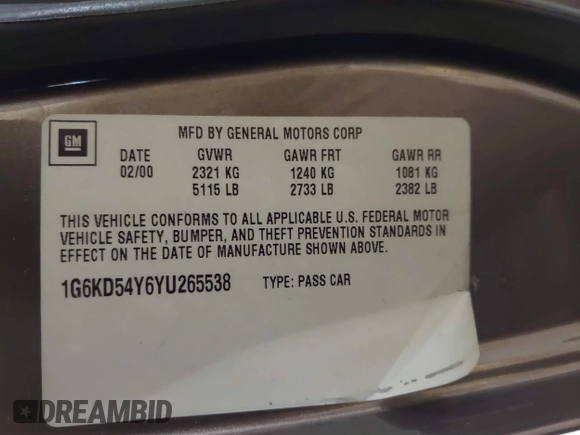 GM
MFD BY GENERAL MOTORS CORP
DATE GVWR GAWR FRT GAWR RR
02/00 2321 KG 1240 KG 1081 KG
5115 LB 2733 LB 2382 LB
THIS VEHICLE CONFORMS TO ALL APPLICABLE U.S. FEDERAL MOTOR
VEHICLE SAFETY, BUMPER, AND THEFT PREVENTION STANDARDS IN
EFFECT ON THE DATE OF MANUFACTURE SHOWN ABOVE.
1G6KD54Y6YU265538 TYPE: PASS CAR
DREAMBID